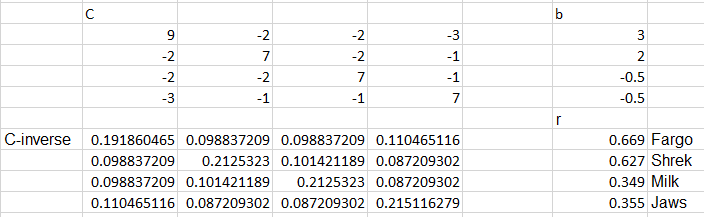 C b
9 -2 -2 -3 3
-2 7 -2 -1 2
-2 -2 7 -1 -0.5
-3 -1 -1 7 -0.5
r
C-inverse 0.191860465 0.098837209 0.098837209 0.110465116 0.669 Fargo
0.098837209 0.2125323 0.101421189 0.087209302 0.627 Shrek
0.098837209 0.101421189 0.2125323 0.087209302 0.349 Milk
0.110465116 0.087209302 0.087209302 0.215116279 0.355 Jaws